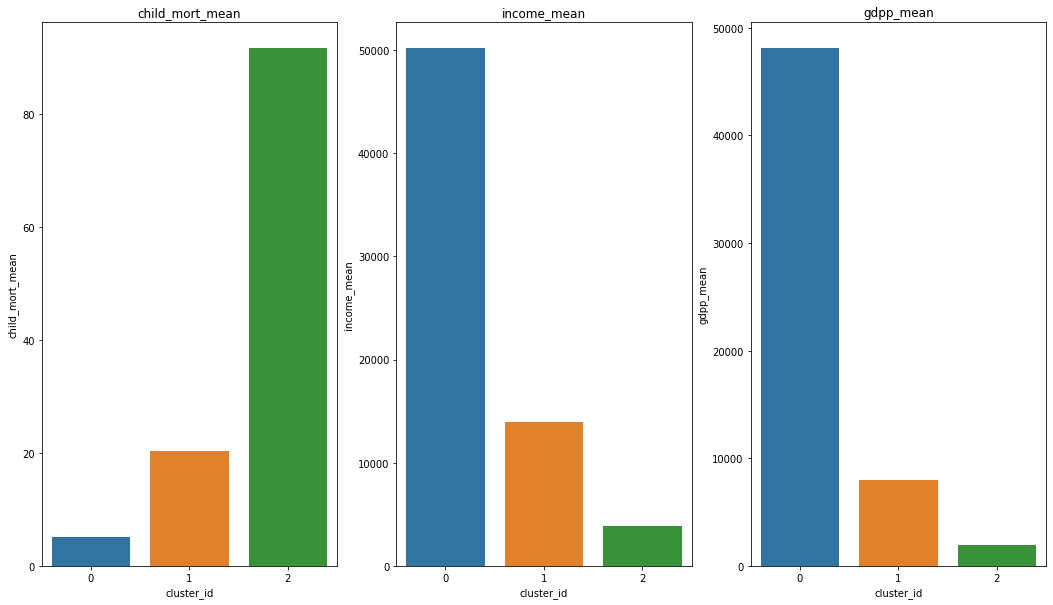 child_mort_mean
child_mort_mean
80
60
40
20
0
0 1 2
cluster_id
income_mean
income_mean
50000
40000
30000
20000
10000
0
0 1 2
cluster_id
gdpp_mean
gdpp_mean
50000
40000
30000
20000
10000
0
0 1 2
cluster_id